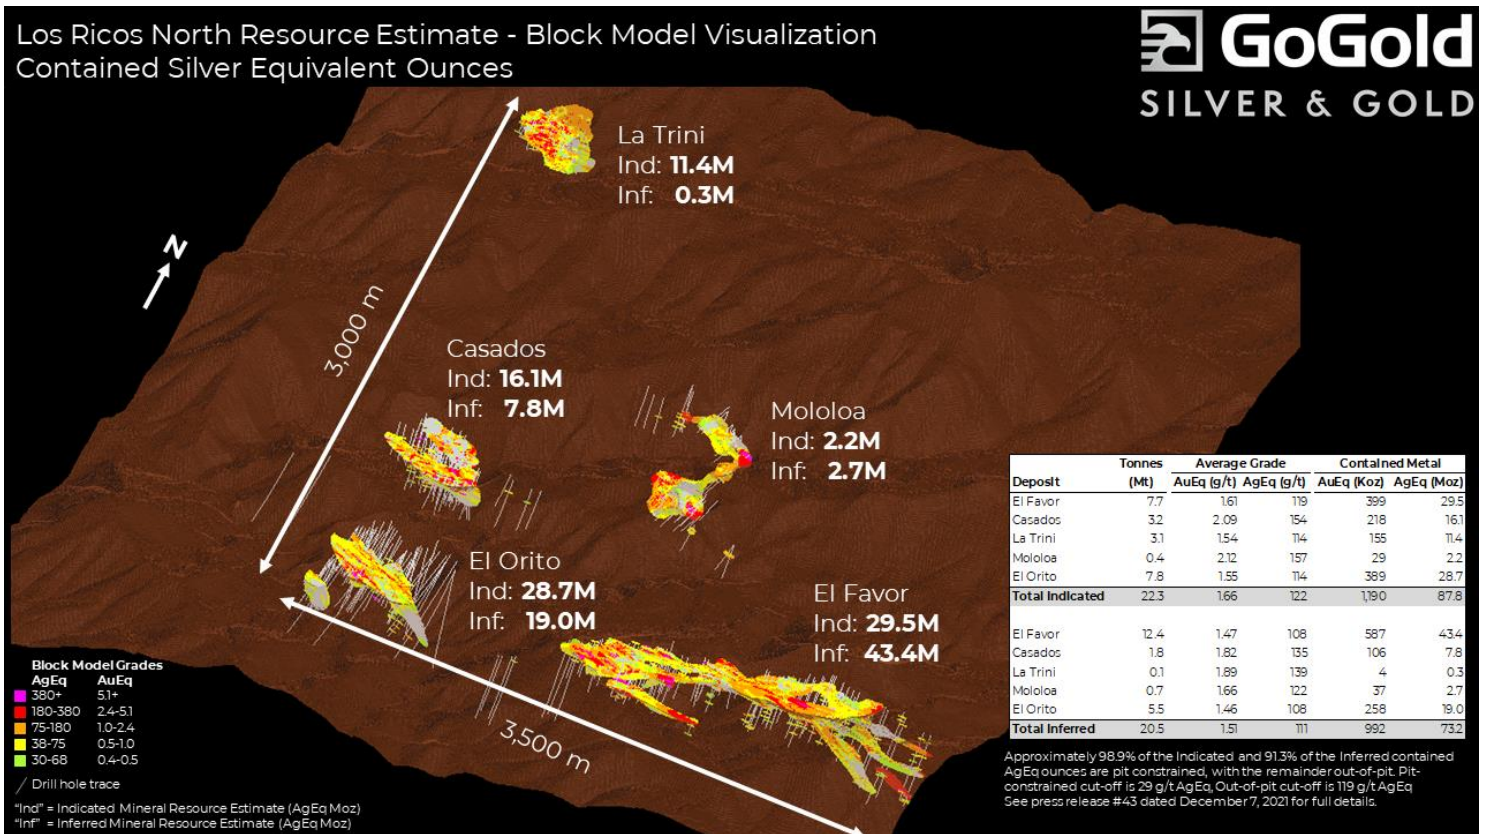 Los Ricos North Resource Estimate - Block Model Visualization
Contained Silver Equivalent Ounces
GoGold
SILVER & GOLD
N
3,000 m
La Trini
Ind: 11.4M
Inf: 0.3M
Casados
Ind: 16.1M
Inf: 7.8M
Mololoa
Ind: 2.2M
Inf: 2.7M
El Orito
Ind: 28.7M
Inf: 19.0M
El Favor
Ind: 29.5M
Inf: 43.4M
3,500 m
Block Model Grades
AgEq AuEq
380+ 5.1+
180-380 2.4-5.1
75-180 1.0-2.4
38-75 0.5-1.0
30-68 0.4-0.5
Drill hole trace
“Ind” = Indicated Mineral Resource Estimate (AgEq Moz)
“Inf” = Inferred Mineral Resource Estimate (AgEq Moz)
Tonnes Average Grade Contained Metal
Deposit (Mt) AuEq (g/t) AgEq (g/t) AuEq (Koz) AgEq (Moz)
El Favor 7.7 1.61 119 399 29.5
Casados 3.2 2.09 154 218 16.1
La Trini 3.1 1.54 114 155 11.4
Mololoa 0.4 2.12 157 29 2.2
El Orito 7.8 1.55 114 389 28.7
Total Indicated 22.3 1.66 122 1,190 87.8
El Favor 12.4 1.47 108 587 43.4
Casados 1.8 1.82 135 106 7.8
La Trini 0.1 1.89 139 4 0.3
Mololoa 0.7 1.66 122 37 2.7
El Orito 5.5 1.46 108 258 19.0
Total Inferred 20.5 1.51 111 992 73.2
Approximately 98.9% of the Indicated and 91.3% of the Inferred contained
AgEq ounces are pit constrained, with the remainder out-of-pit. Pit-
constrained cut-off is 29 g/t AgEq, Out-of-pit cut-off is 119 g/t AgEq
See press release #43 dated December 7, 2021 for full details.